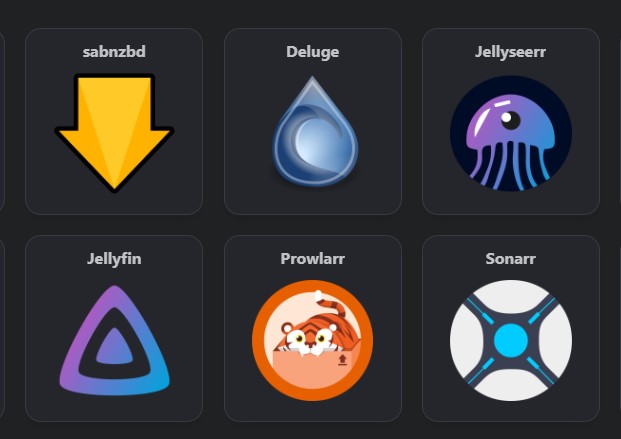 sabnzbd
Deluge
Jellyseerr
Jellyfin
Prowlarr
Sonarr